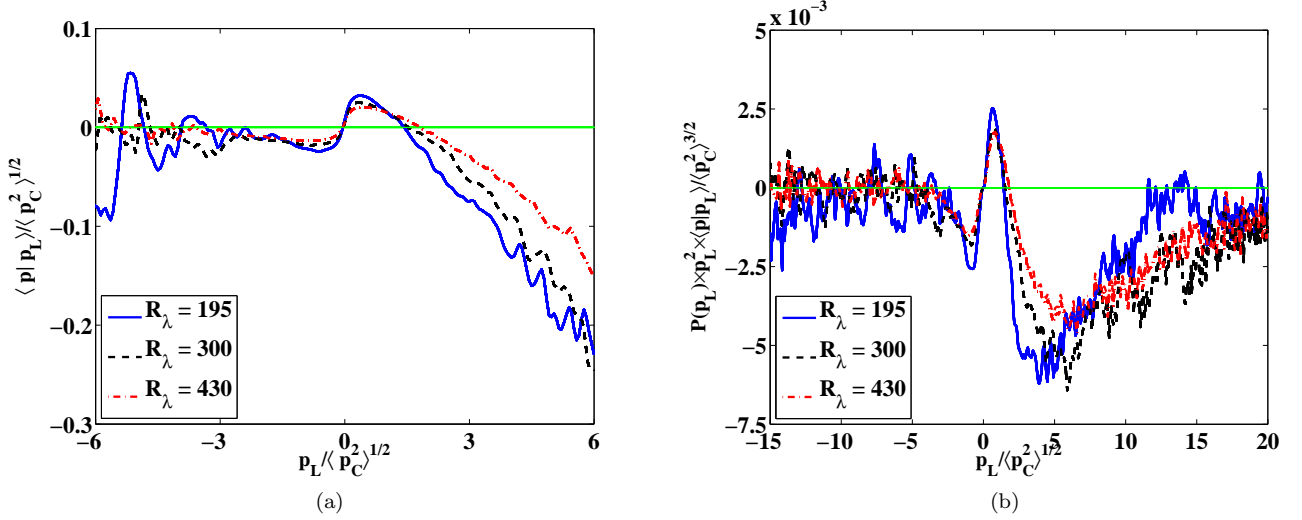 0.1
0
−0.1
−0.2
−0.3
−6
−3
0
3
6
⟨ p| p_L⟩/⟨ p_C^2 ⟩^{1/2}
p_L/⟨ p_C^2⟩^{1/2}
R_λ = 195
R_λ = 300
R_λ = 430
(a)
x 10^{−3}
5
2.5
0
−2.5
−5
−7.5
−15
−10
−5
0
5
10
15
20
P(p_L)×p_L^2×⟨p|p_L⟩/⟨p_C^2⟩^{3/2}
p_L/⟨p_C^2⟩^{1/2}
R_λ = 195
R_λ = 300
R_λ = 430
(b)